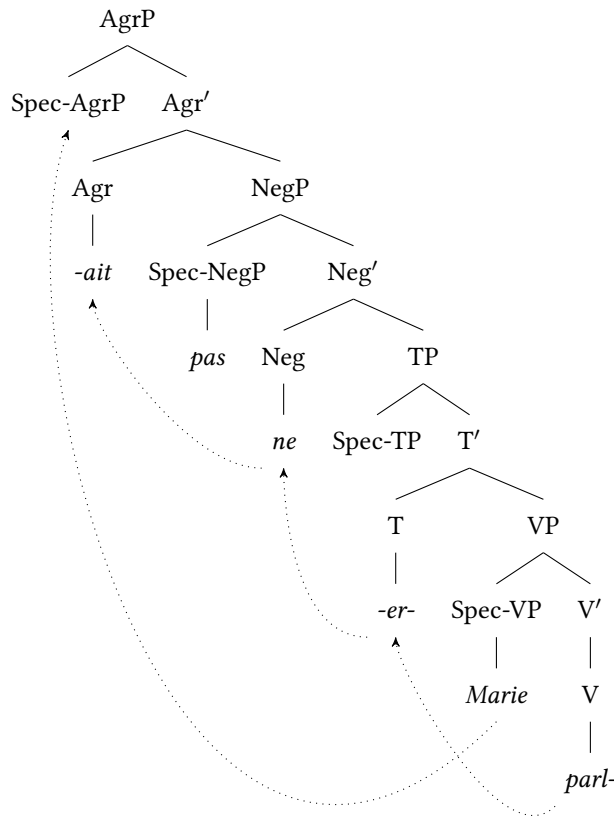 AgrP
Spec-AgrP Agr′
Agr NegP
-ait Spec-NegP Neg′
pas Neg TP
ne Spec-TP T′
T VP
-er- Spec-VP V′
Marie V
parl-